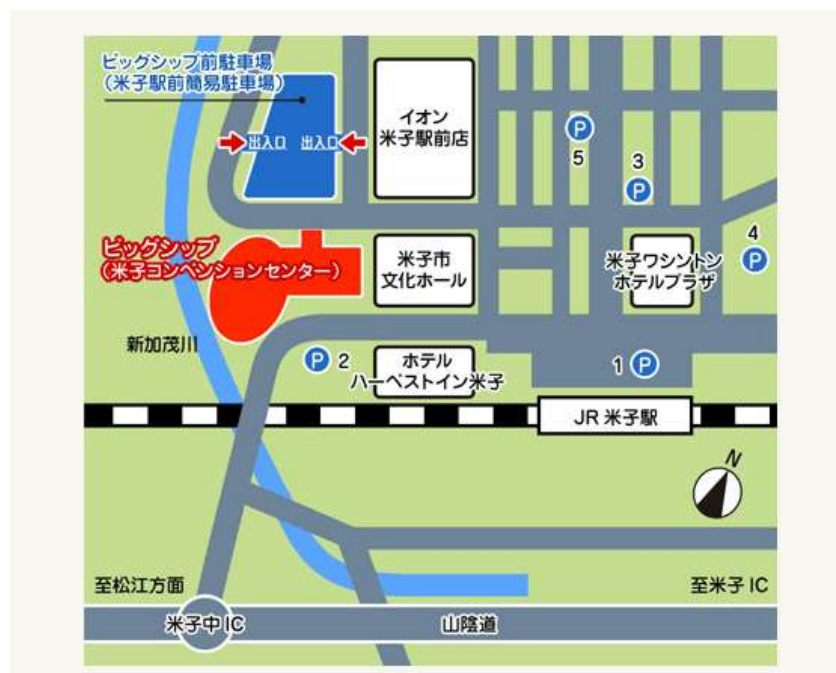 ビッグシップ前駐車場
（米子駅前簡易駐車場）
出入口 出入口
イオン
米子駅前店
P
5
3
P
4
P
ビッグシップ
（米子コンベンションセンター）
米子市
文化ホール
米子ワシントン
ホテルプラザ
新加茂川
P 2
ホテル
ハーベストイン米子
1 P
JR 米子駅
N
至松江方面
至米子 IC
米子中 IC
山陰道